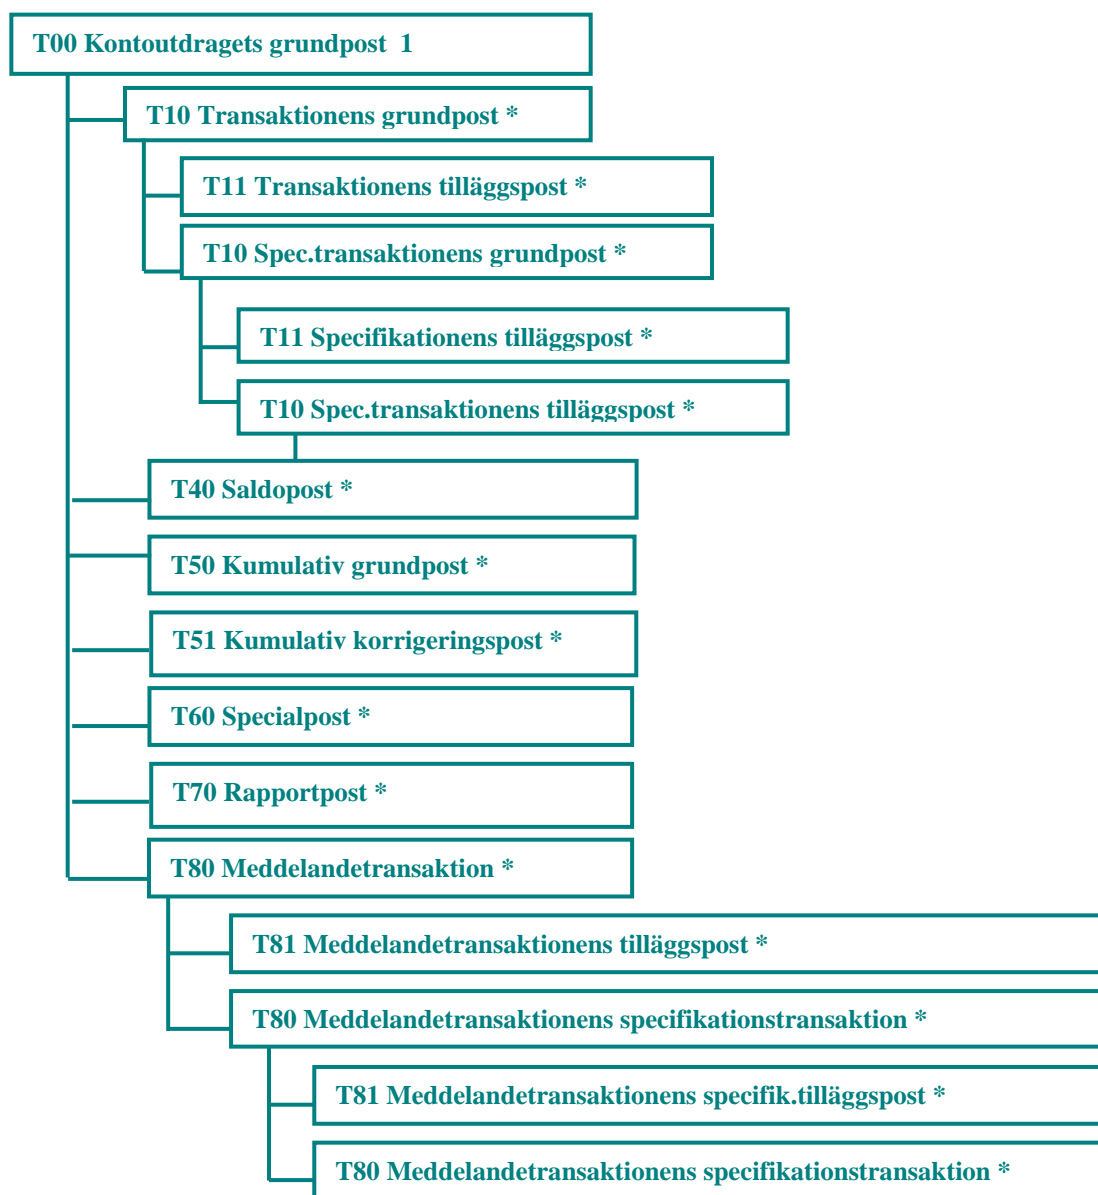 T00 Kontoutdragets grundpost 1
T10 Transaktionens grundpost *
T11 Transaktionens tilläggspost *
T10 Spec.transaktionens grundpost *
T11 Specifikationens tilläggspost *
T10 Spec.transaktionens tilläggspost *
T40 Saldopost *
T50 Kumulativ grundpost *
T51 Kumulativ korrigeringspost *
T60 Specialpost *
T70 Rapportpost *
T80 Meddelandetransaktion *
T81 Meddelandetransaktionens tilläggspost *
T80 Meddelandetransaktionens specifikationstransaktion *
T81 Meddelandetransaktionens specifik.tilläggspost *
T80 Meddelandetransaktionens specifikationstransaktion *